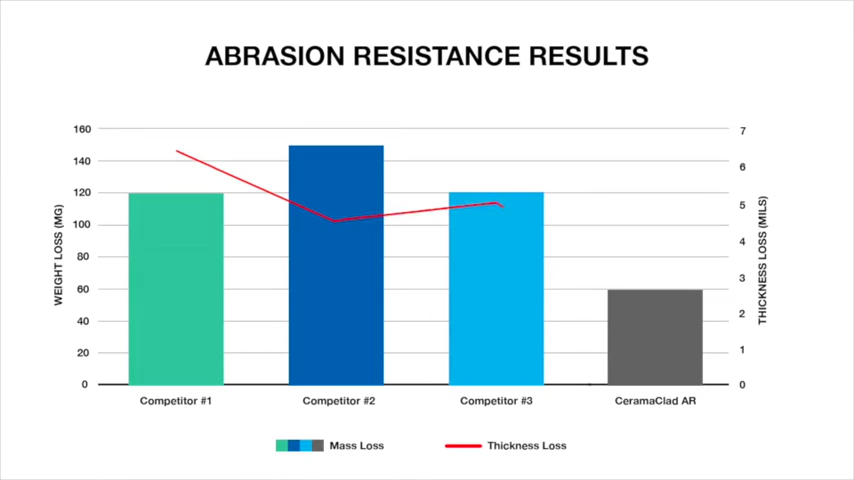 ABRASION RESISTANCE RESULTS
WEIGHT LOSS (MG)
160
140
120
100
80
60
40
20
0
7
6
5
4
3
2
1
0
THICKNESS LOSS (MILS)
Competitor #1
Competitor #2
Competitor #3
CeramaClad AR
Mass Loss
Thickness Loss